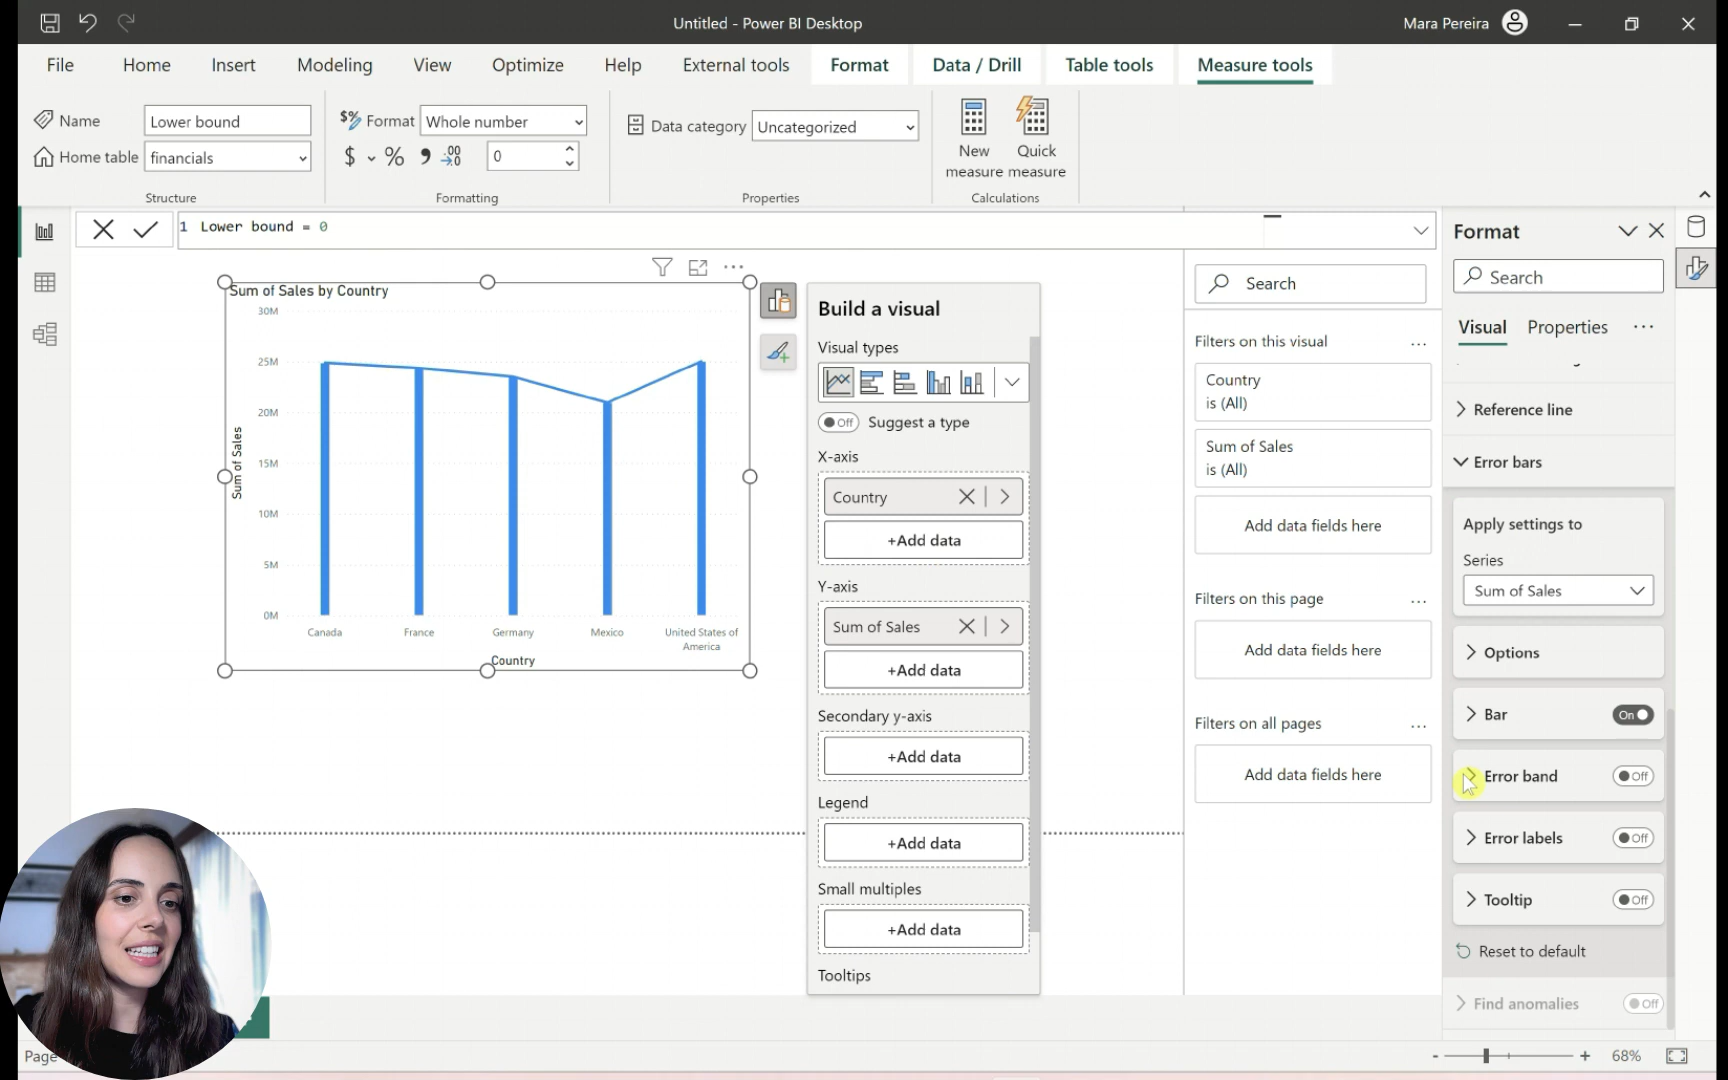 Untitled - Power BI Desktop
Mara Pereira
File
Home
Insert
Modeling
View
Optimize
Help
External tools
Format
Data / Drill
Table tools
Measure tools
Name
Lower bound
Home table
financials
Structure
$% Format
Whole number
$ % 9 .00 →.0
0
Formatting
Data category
Uncategorized
Properties
New measure
Quick measure
Calculations
1 Lower bound = 0
Sum of Sales by Country
30M
25M
20M
15M
10M
5M
0M
Sum of Sales
Canada
France
Germany
Mexico
United States of
America
Country
Build a visual
Visual types
Off
Suggest a type
X-axis
Country
+Add data
Y-axis
Sum of Sales
+Add data
Secondary y-axis
+Add data
Legend
+Add data
Small multiples
+Add data
Tooltips
Search
Filters on this visual
...
Country
is (All)
Sum of Sales
is (All)
Add data fields here
Filters on this page
...
Add data fields here
Filters on all pages
...
Add data fields here
Format
Search
Visual
Properties
...
Reference line
Error bars
Apply settings to
Series
Sum of Sales
Options
Bar
On
Error band
Off
Error labels
Off
Tooltip
Off
Reset to default
Find anomalies
Off
Page
- + 68%